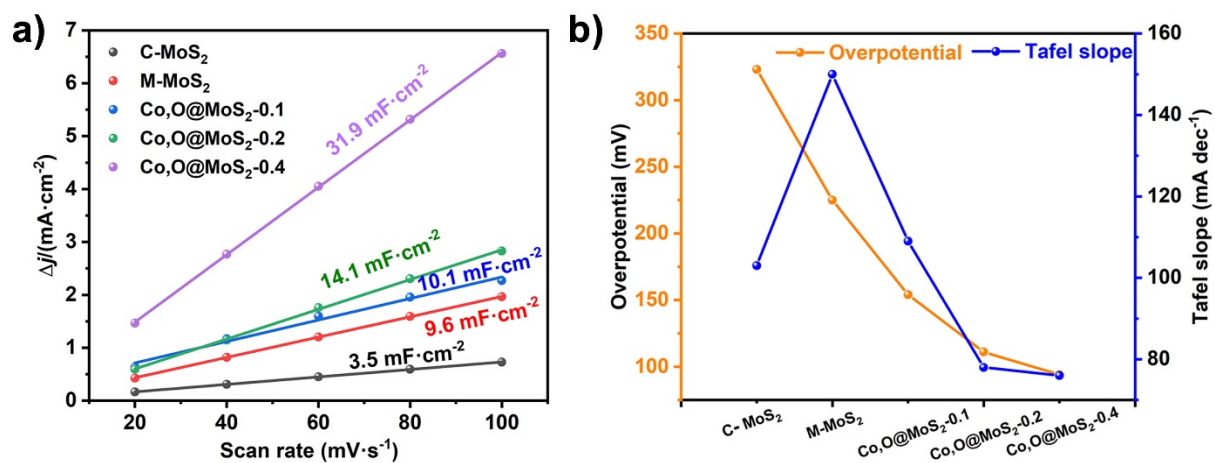 a)
Δj/(mA·cm⁻²)
7
6
5
4
3
2
1
0
C-MoS₂
M-MoS₂
Co,O@MoS₂-0.1
Co,O@MoS₂-0.2
Co,O@MoS₂-0.4
31.9 mF·cm⁻²
14.1 mF·cm⁻²
10.1 mF·cm⁻²
9.6 mF·cm⁻²
3.5 mF·cm⁻²
20 40 60 80 100
Scan rate (mV·s⁻¹)
b)
Overpotential (mV)
350
300
250
200
150
100
Overpotential Tafel slope
160
140
120
100
80
Tafel slope (mA dec⁻¹)
C- MoS₂
M-MoS₂
Co,O@MoS₂-0.1
Co,O@MoS₂-0.2
Co,O@MoS₂-0.4